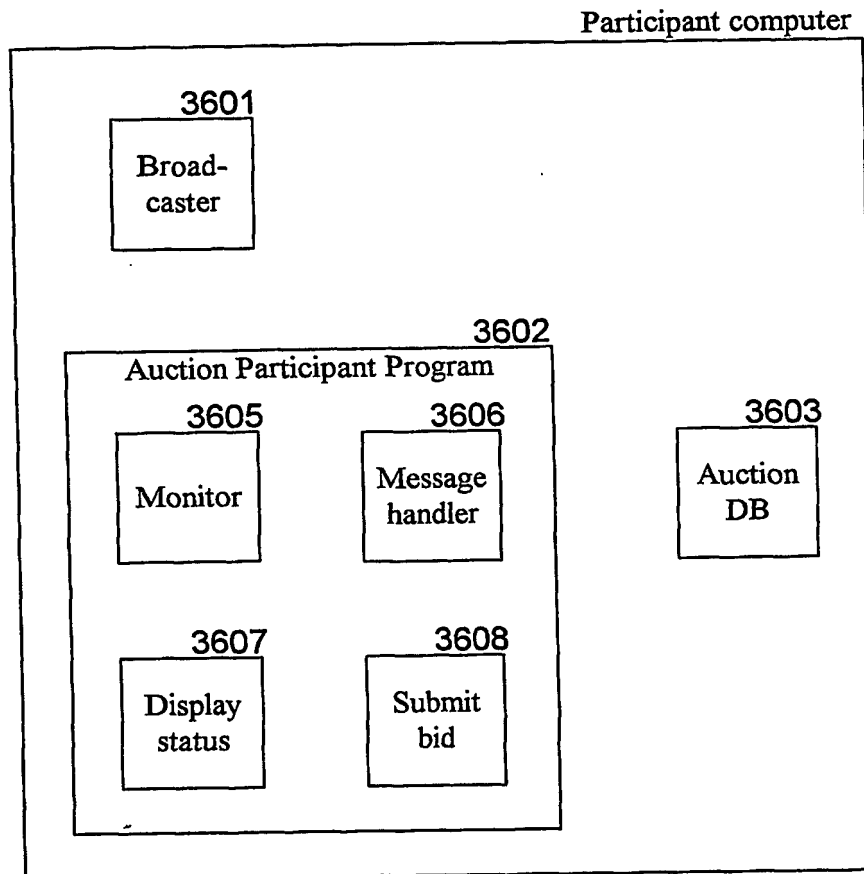 Participant computer
3601
Broad-
caster
3602
Auction Participant Program
3605
Monitor
3606
Message
handler
3603
Auction
DB
3607
Display
status
3608
Submit
bid